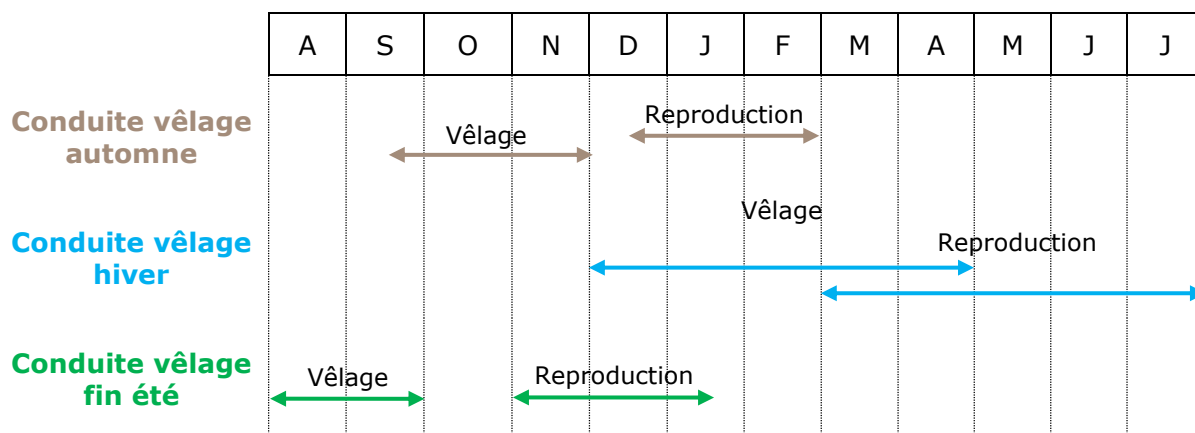 A S O N D J F M A M J J
Conduite vêlage
automne
Vêlage
Reproduction
Conduite vêlage
hiver
Vêlage
Reproduction
Conduite vêlage
fin été
Vêlage
Reproduction